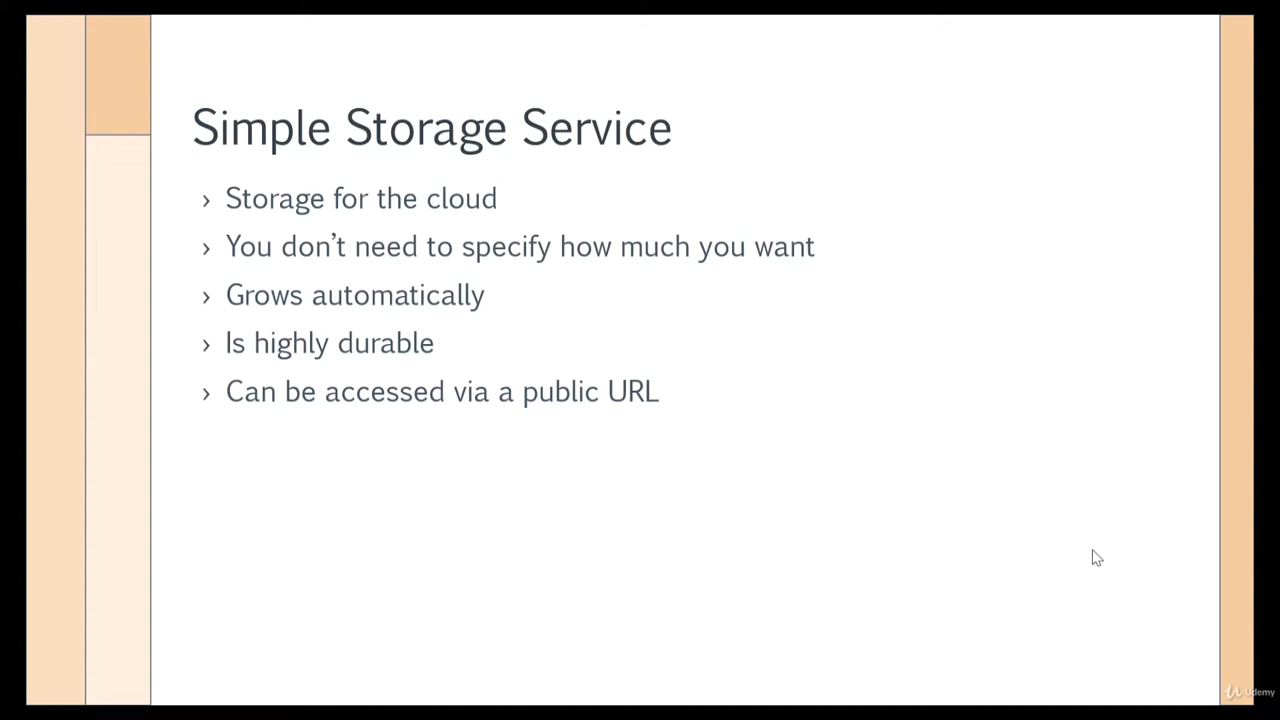 Simple Storage Service
› Storage for the cloud
› You don’t need to specify how much you want
› Grows automatically
› Is highly durable
› Can be accessed via a public URL
Udemy